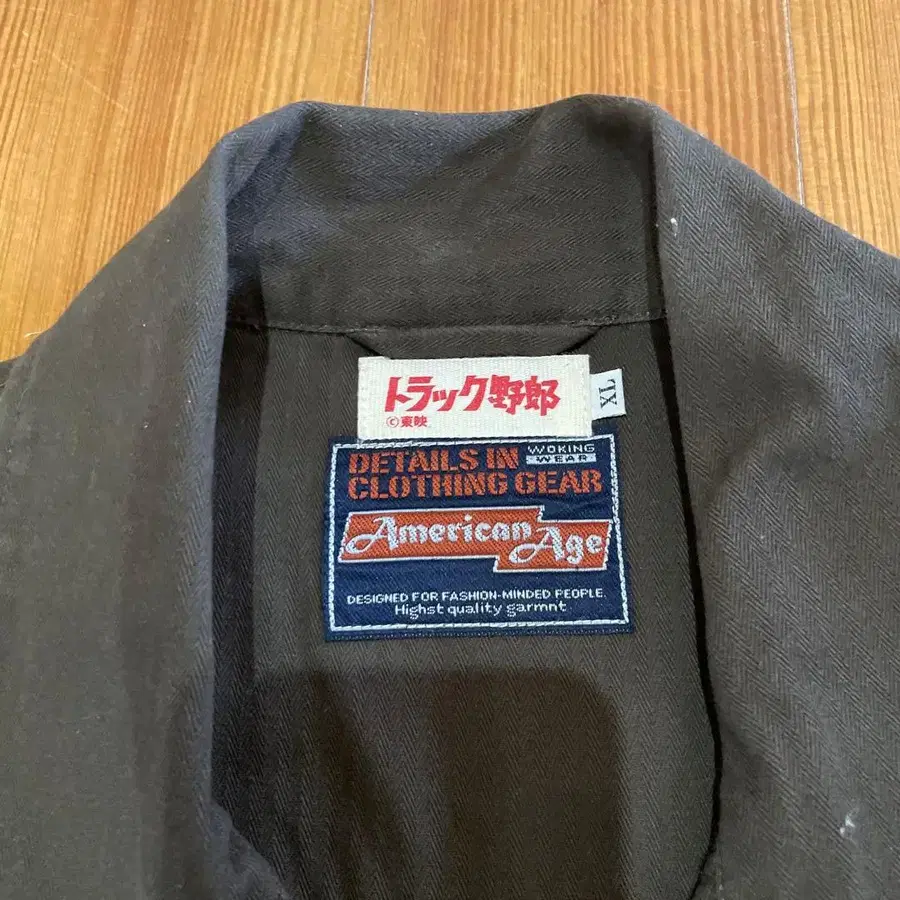 トラック野郎
©東映
XL
DETAILS IN WOKING WEAR
CLOTHING GEAR
American Age
DESIGNED FOR FASHION-MINDED PEOPLE.
Highst quality garmnt